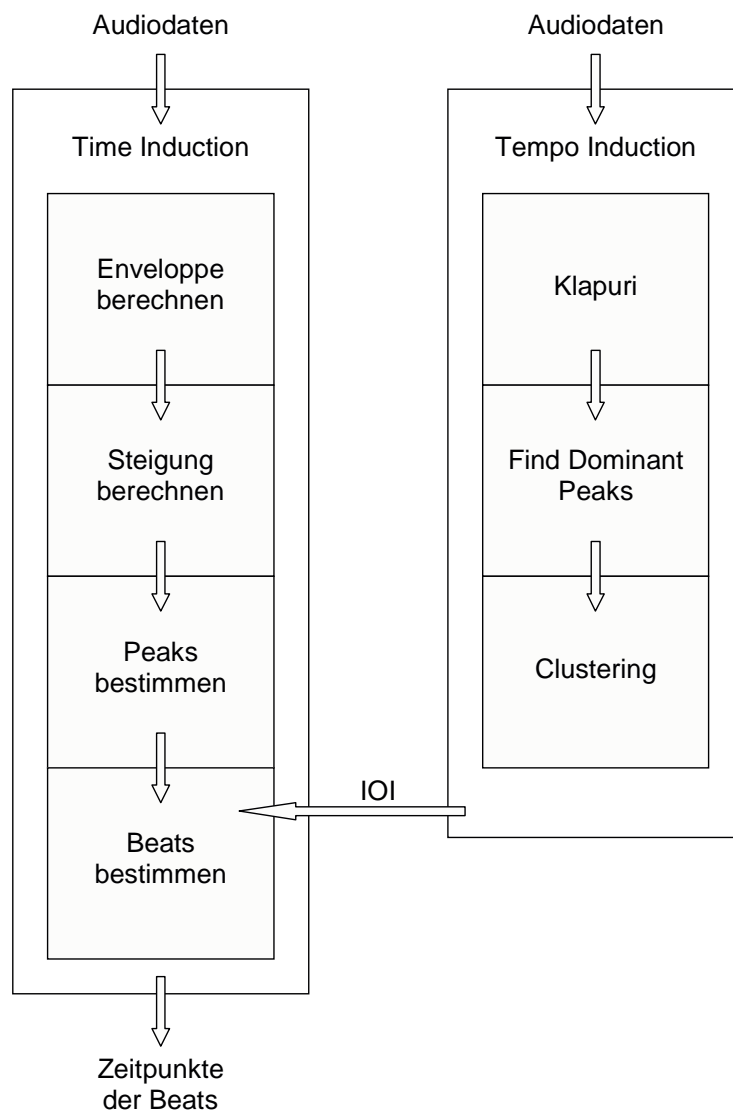 Audiodaten
Time Induction
Enveloppe
berechnen
Steigung
berechnen
Peaks
bestimmen
Beats
bestimmen
Zeitpunkte
der Beats
Audiodaten
Tempo Induction
Klapuri
Find Dominant
Peaks
Clustering
IOI